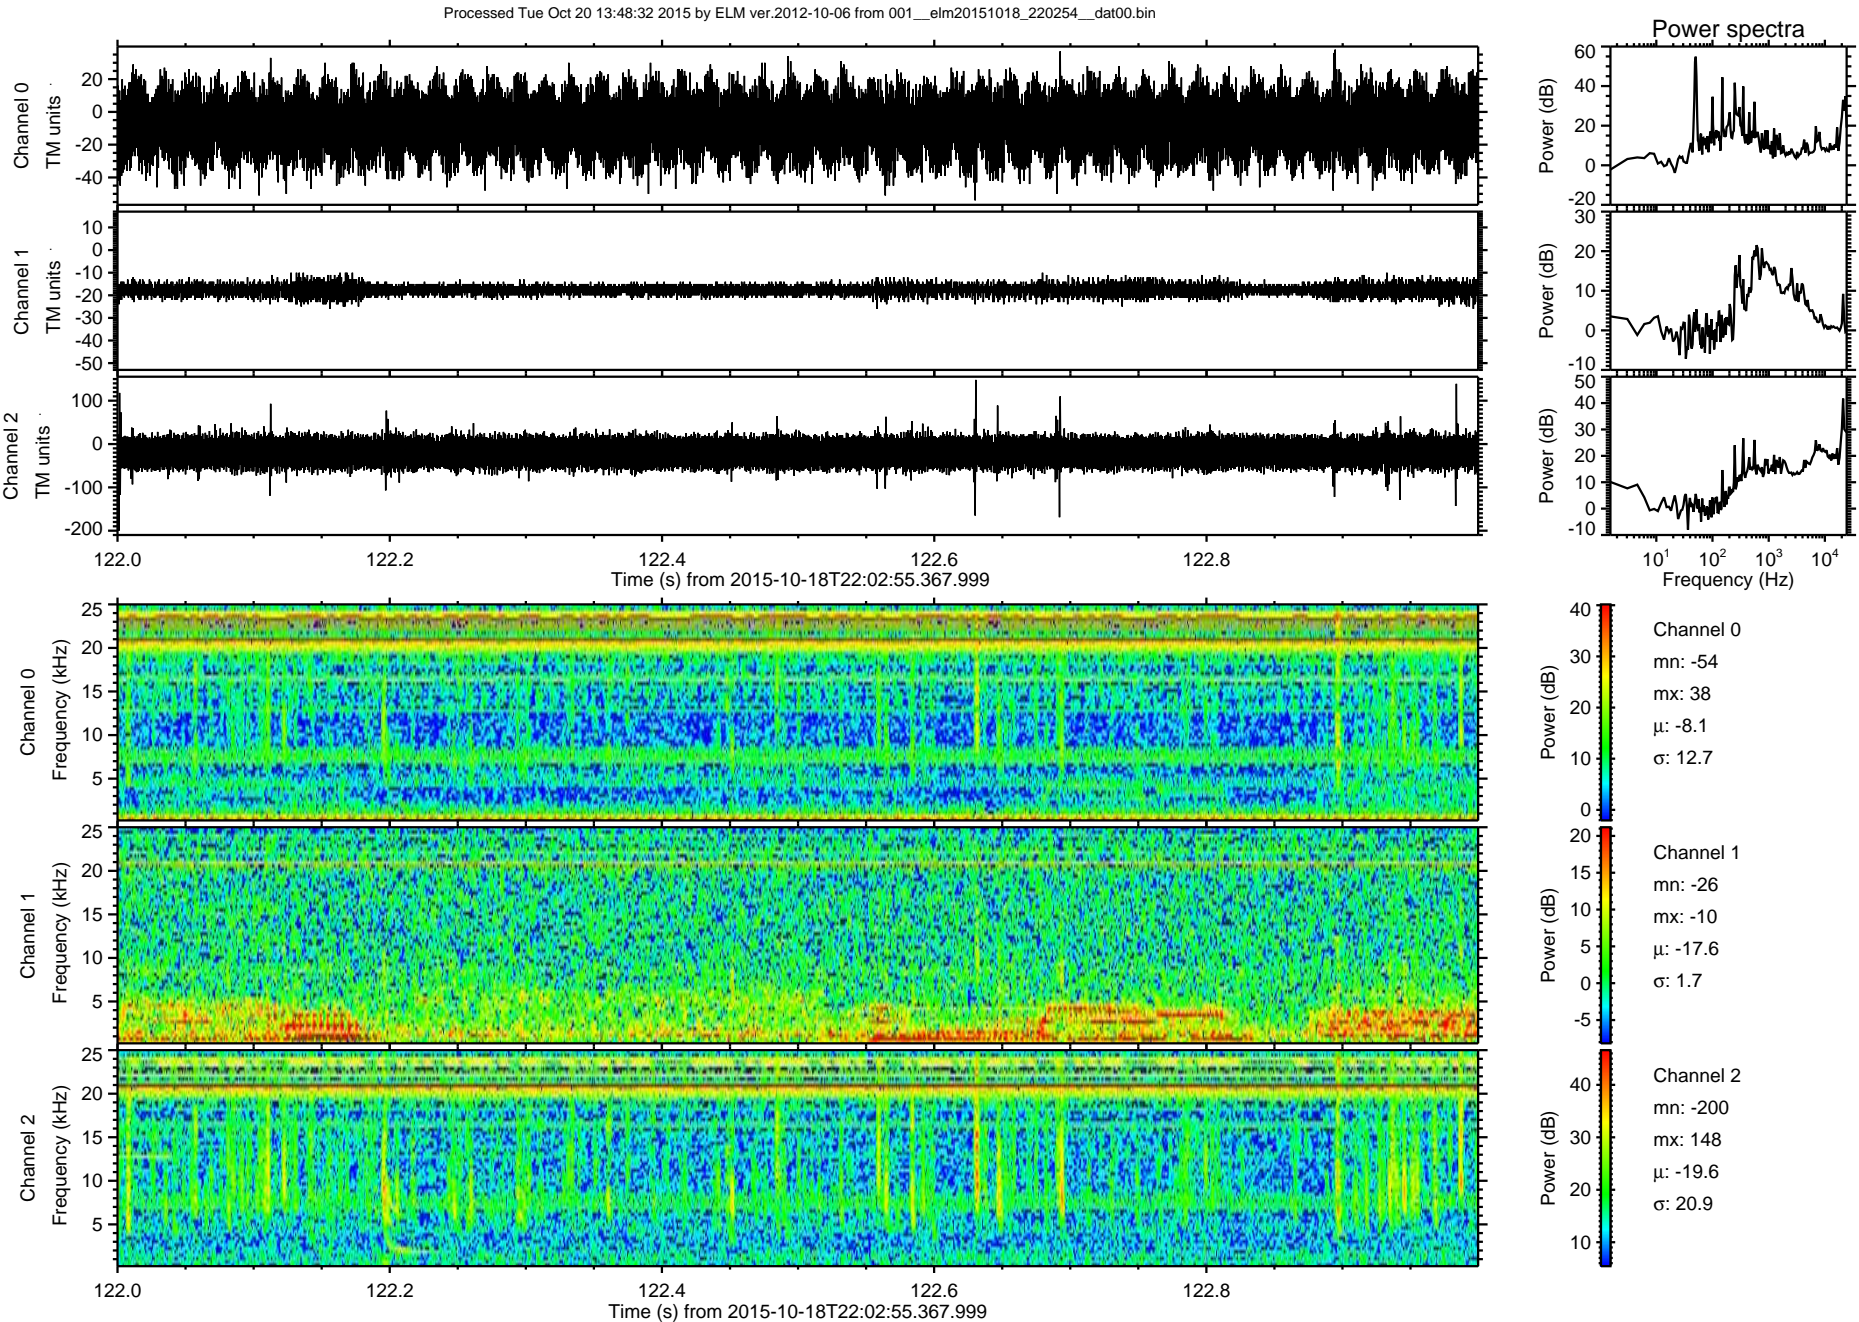 Processed Tue Oct 20 13:48:32 2015 by ELM ver.2012-10-06 from 001__elm20151018_220254__dat00.bin
Power spectra
Channel 0
TM units
20
0
-20
-40
Power (dB)
60
40
20
0
-20
Channel 1
TM units
10
0
-10
-20
-30
-40
-50
Power (dB)
30
20
10
0
-10
Channel 2
TM units
100
0
-100
-200
Power (dB)
50
40
30
20
10
0
-10
122.0 122.2 122.4 122.6 122.8
Time (s) from 2015-10-18T22:02:55.367.999
10^1 10^2 10^3 10^4
Frequency (Hz)
Channel 0
Frequency (kHz)
25
20
15
10
5
Power (dB)
40
30
20
10
0
Channel 0
mn: -54
mx: 38
μ: -8.1
σ: 12.7
Channel 1
Frequency (kHz)
25
20
15
10
5
Power (dB)
20
15
10
5
0
-5
Channel 1
mn: -26
mx: -10
μ: -17.6
σ: 1.7
Channel 2
Frequency (kHz)
25
20
15
10
5
Power (dB)
40
30
20
10
Channel 2
mn: -200
mx: 148
μ: -19.6
σ: 20.9
122.0 122.2 122.4 122.6 122.8
Time (s) from 2015-10-18T22:02:55.367.999